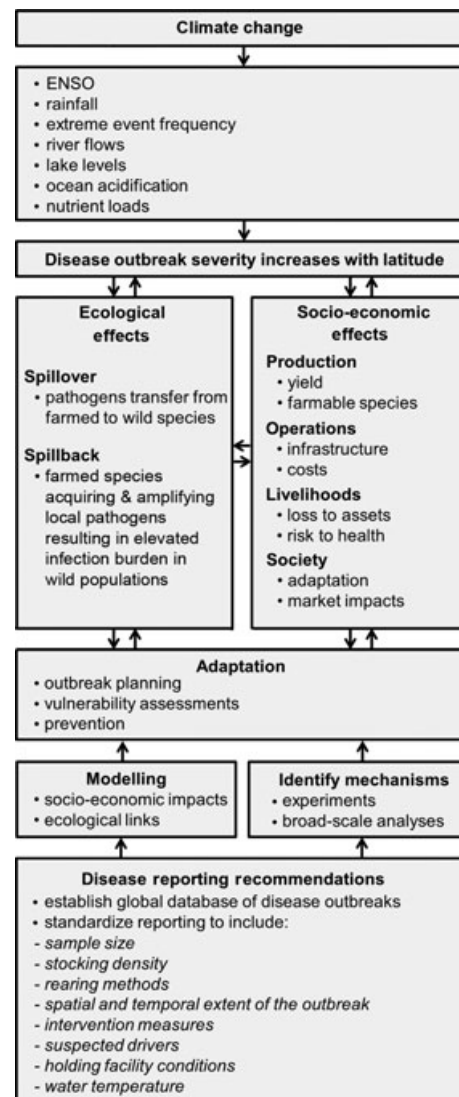 Climate change
• ENSO
• rainfall
• extreme event frequency
• river flows
• lake levels
• ocean acidification
• nutrient loads
Disease outbreak severity increases with latitude
Ecological
effects
Spillover
• pathogens transfer from
farmed to wild species
Spillback
• farmed species
acquiring & amplifying
local pathogens
resulting in elevated
infection burden in
wild populations
Socio-economic
effects
Production
• yield
• farmable species
Operations
• infrastructure
• costs
Livelihoods
• loss to assets
• risk to health
Society
• adaptation
• market impacts
Adaptation
• outbreak planning
• vulnerability assessments
• prevention
Modelling
• socio-economic impacts
• ecological links
Identify mechanisms
• experiments
• broad-scale analyses
Disease reporting recommendations
• establish global database of disease outbreaks
• standardize reporting to include:
- sample size
- stocking density
- rearing methods
- spatial and temporal extent of the outbreak
- intervention measures
- suspected drivers
- holding facility conditions
- water temperature